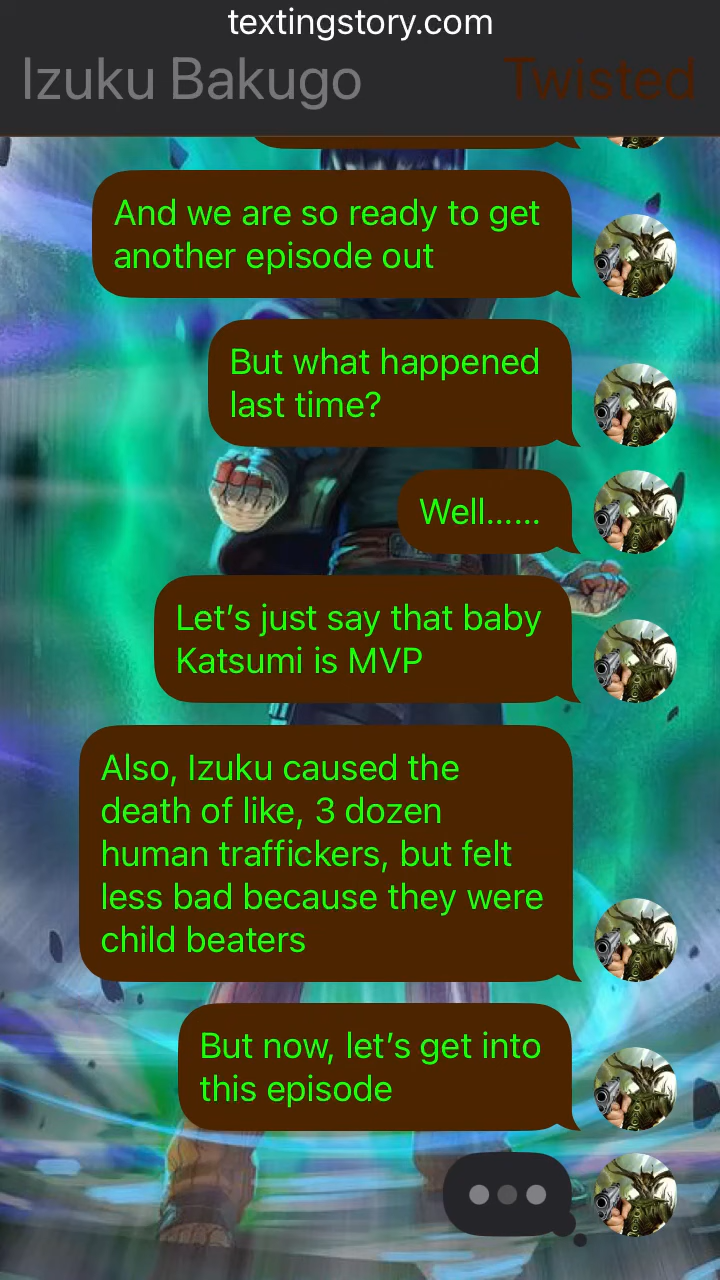 textingstory.com
Izuku Bakugo
Twisted
And we are so ready to get
another episode out
But what happened
last time?
Well......
Let’s just say that baby
Katsumi is MVP
Also, Izuku caused the
death of like, 3 dozen
human traffickers, but felt
less bad because they were
child beaters
But now, let’s get into
this episode